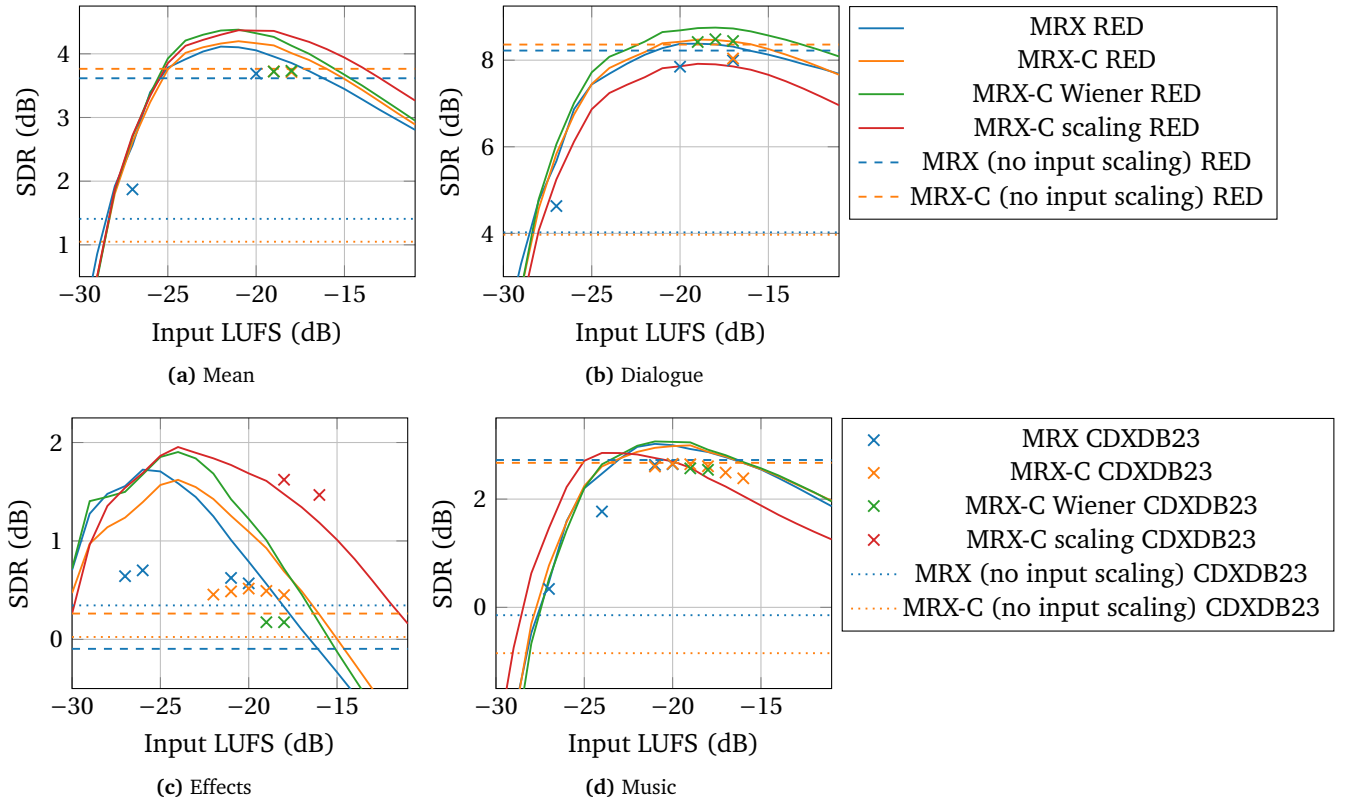 4
3
2
1
SDR (dB)
−30
−25
−20
−15
Input LUFS (dB)
(a) Mean
8
6
4
SDR (dB)
−30
−25
−20
−15
Input LUFS (dB)
(b) Dialogue
MRX RED
MRX-C RED
MRX-C Wiener RED
MRX-C scaling RED
MRX (no input scaling) RED
MRX-C (no input scaling) RED
2
1
0
SDR (dB)
−30
−25
−20
−15
Input LUFS (dB)
(c) Effects
2
0
SDR (dB)
−30
−25
−20
−15
Input LUFS (dB)
(d) Music
MRX CDXDB23
MRX-C CDXDB23
MRX-C Wiener CDXDB23
MRX-C scaling CDXDB23
MRX (no input scaling) CDXDB23
MRX-C (no input scaling) CDXDB23